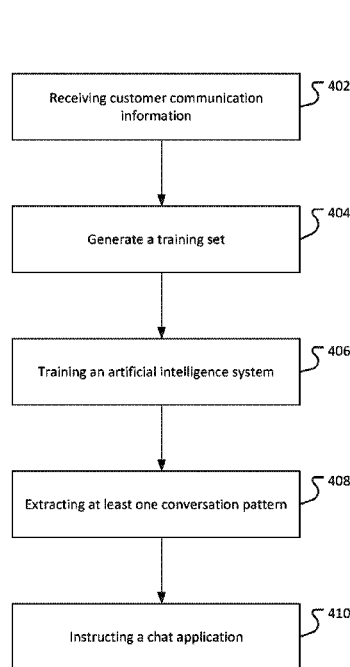 402
Receiving customer communication
information
404
Generate a training set
406
Training an artificial intelligence system
408
Extracting at least one conversation pattern
410
Instructing a chat application